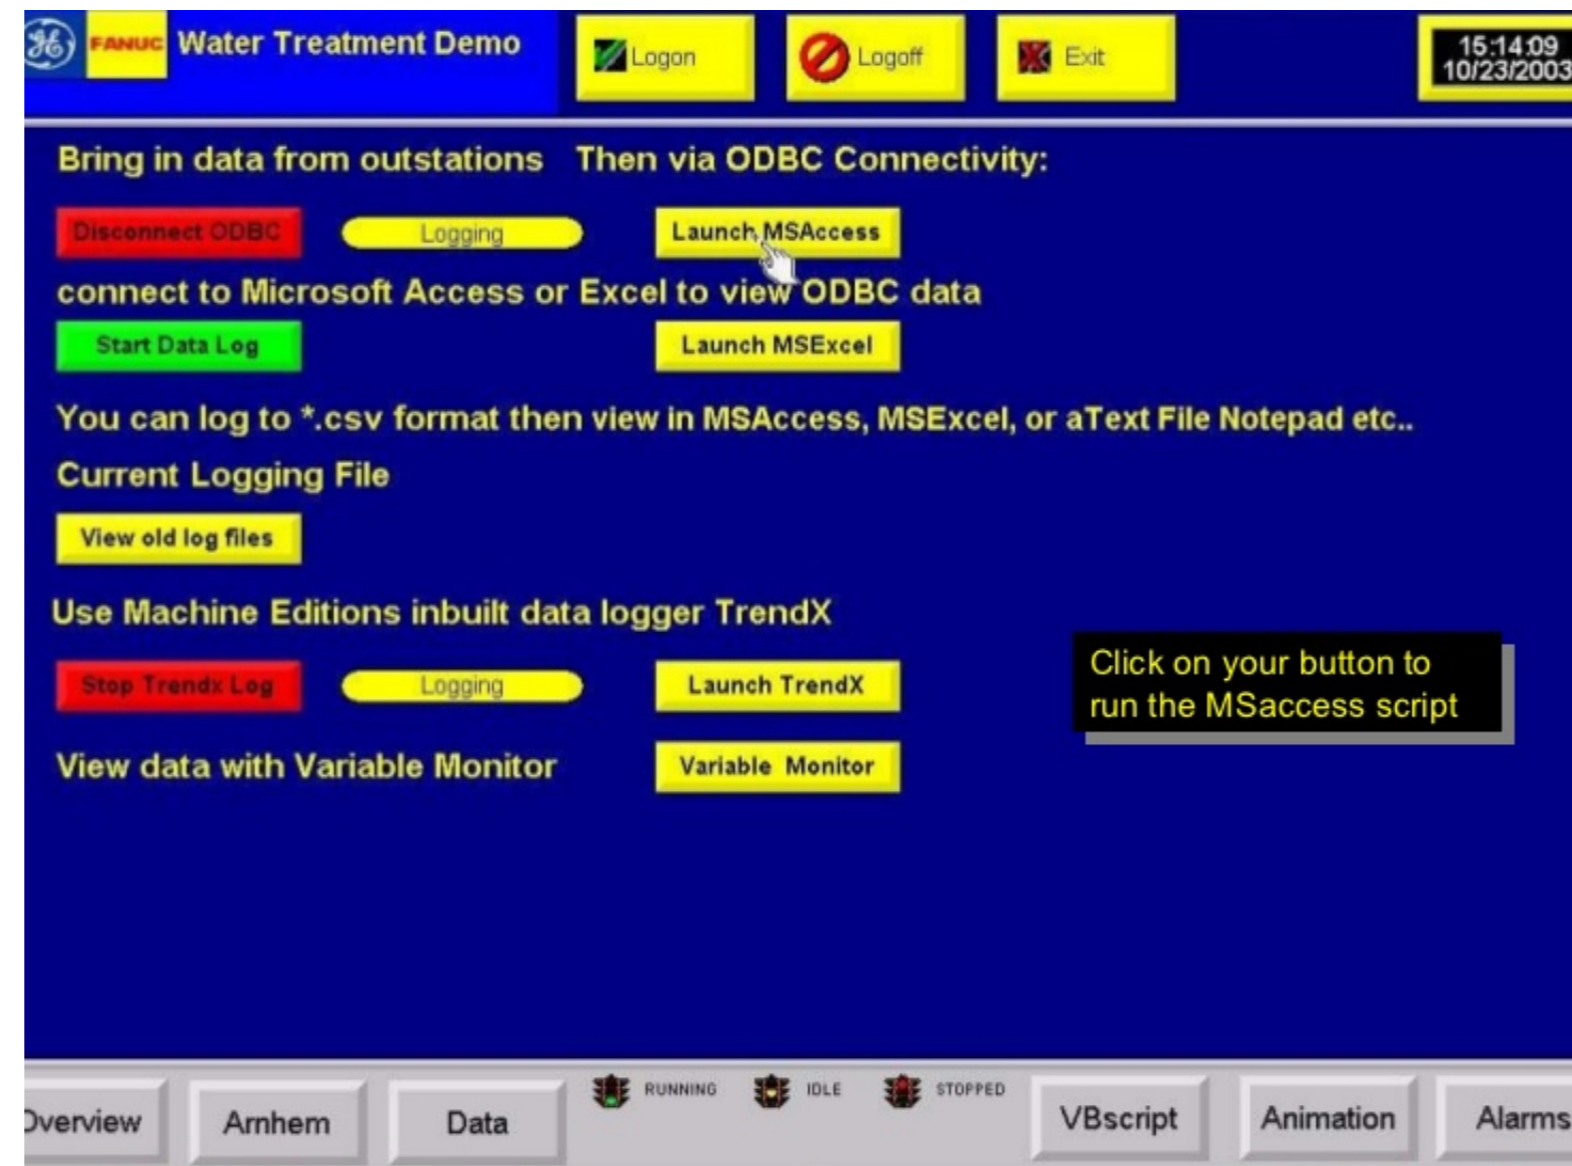 GE FANUC Water Treatment Demo Logon Logoff Exit 15:14:09
10/23/2003
Bring in data from outstations Then via ODBC Connectivity:
Disconnect ODBC Logging Launch MSAccess
connect to Microsoft Access or Excel to view ODBC data
Start Data Log Launch MSExcel
You can log to *.csv format then view in MSAccess, MSExcel, or aText File Notepad etc..
Current Logging File
View old log files
Use Machine Editions inbuilt data logger TrendX
Stop Trendx Log Logging Launch TrendX
Click on your button to
run the MSaccess script
View data with Variable Monitor Variable Monitor
RUNNING IDLE STOPPED
Overview Arnhem Data VBscript Animation Alarms